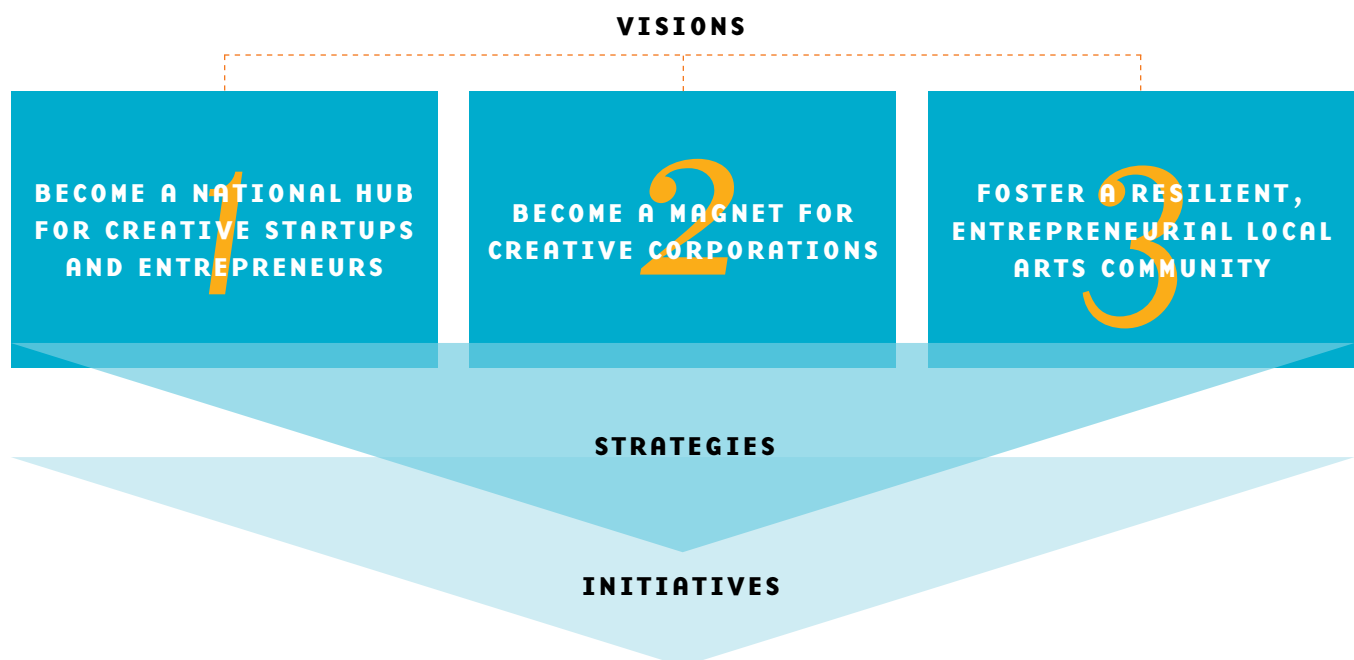 VISIONS
1
BECOME A NATIONAL HUB
FOR CREATIVE STARTUPS
AND ENTREPRENEURS
2
BECOME A MAGNET FOR
CREATIVE CORPORATIONS
3
FOSTER A RESILIENT,
ENTREPRENEURIAL LOCAL
ARTS COMMUNITY
STRATEGIES
INITIATIVES